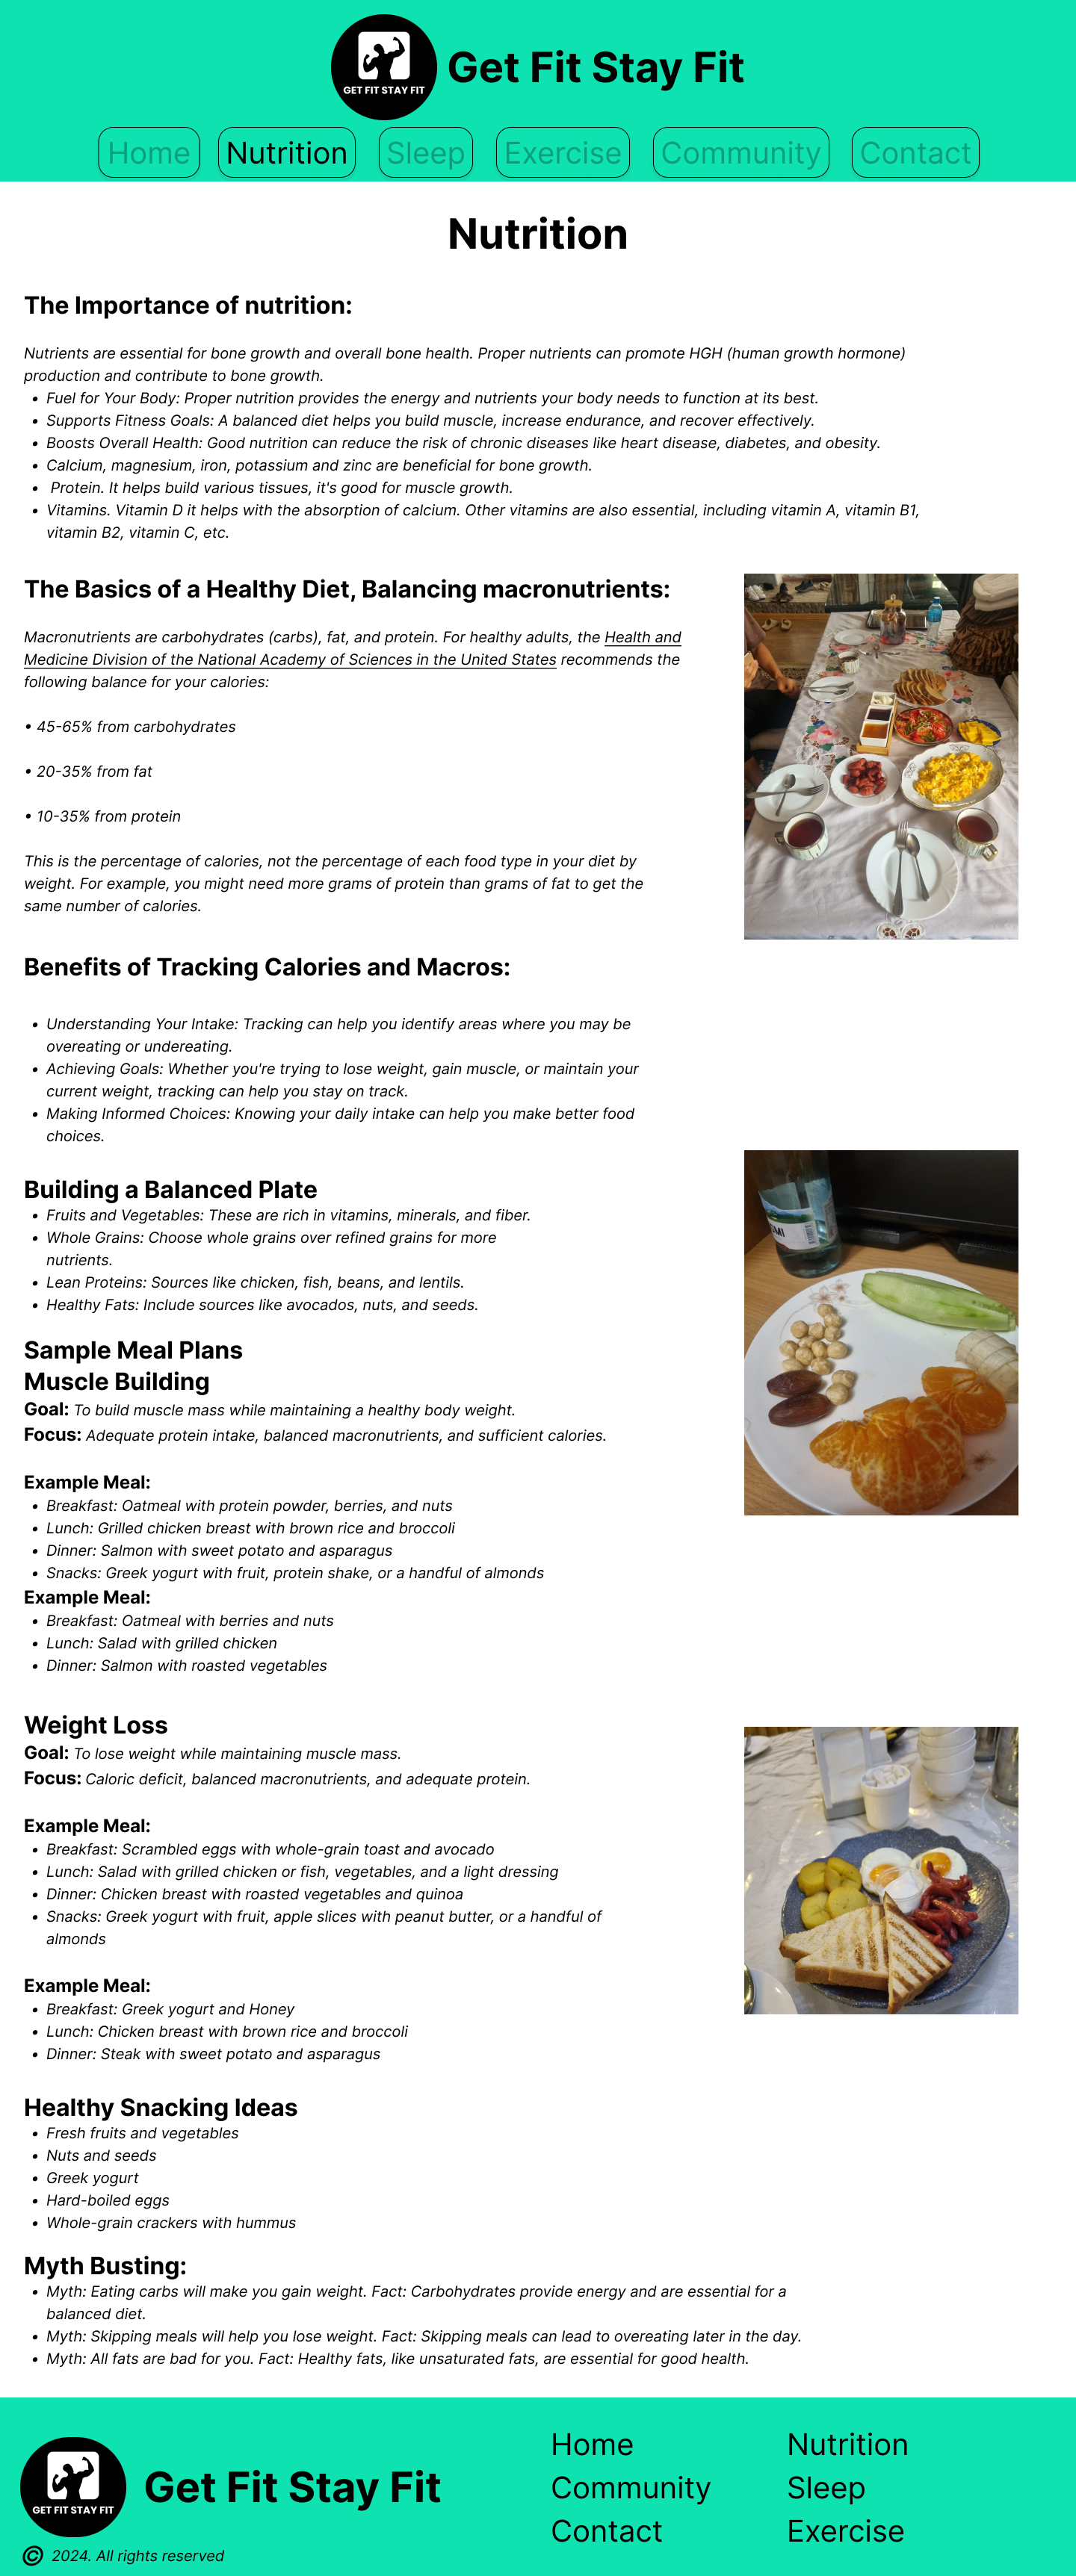 GET FIT STAY FIT
Get Fit Stay Fit
Home Nutrition Sleep Exercise Community Contact
Nutrition
The Importance of nutrition:
Nutrients are essential for bone growth and overall bone health. Proper nutrients can promote HGH (human growth hormone)
production and contribute to bone growth.
• Fuel for Your Body: Proper nutrition provides the energy and nutrients your body needs to function at its best.
• Supports Fitness Goals: A balanced diet helps you build muscle, increase endurance, and recover effectively.
• Boosts Overall Health: Good nutrition can reduce the risk of chronic diseases like heart disease, diabetes, and obesity.
• Calcium, magnesium, iron, potassium and zinc are beneficial for bone growth.
• Protein. It helps build various tissues, it's good for muscle growth.
• Vitamins. Vitamin D it helps with the absorption of calcium. Other vitamins are also essential, including vitamin A, vitamin B1,
vitamin B2, vitamin C, etc.
The Basics of a Healthy Diet, Balancing macronutrients:
Macronutrients are carbohydrates (carbs), fat, and protein. For healthy adults, the Health and
Medicine Division of the National Academy of Sciences in the United States recommends the
following balance for your calories:
• 45-65% from carbohydrates
• 20-35% from fat
• 10-35% from protein
This is the percentage of calories, not the percentage of each food type in your diet by
weight. For example, you might need more grams of protein than grams of fat to get the
same number of calories.
Benefits of Tracking Calories and Macros:
• Understanding Your Intake: Tracking can help you identify areas where you may be
overeating or undereating.
• Achieving Goals: Whether you're trying to lose weight, gain muscle, or maintain your
current weight, tracking can help you stay on track.
• Making Informed Choices: Knowing your daily intake can help you make better food
choices.
Building a Balanced Plate
• Fruits and Vegetables: These are rich in vitamins, minerals, and fiber.
• Whole Grains: Choose whole grains over refined grains for more
nutrients.
• Lean Proteins: Sources like chicken, fish, beans, and lentils.
• Healthy Fats: Include sources like avocados, nuts, and seeds.
Sample Meal Plans
Muscle Building
Goal: To build muscle mass while maintaining a healthy body weight.
Focus: Adequate protein intake, balanced macronutrients, and sufficient calories.
Example Meal:
• Breakfast: Oatmeal with protein powder, berries, and nuts
• Lunch: Grilled chicken breast with brown rice and broccoli
• Dinner: Salmon with sweet potato and asparagus
• Snacks: Greek yogurt with fruit, protein shake, or a handful of almonds
Example Meal:
• Breakfast: Oatmeal with berries and nuts
• Lunch: Salad with grilled chicken
• Dinner: Salmon with roasted vegetables
Weight Loss
Goal: To lose weight while maintaining muscle mass.
Focus: Caloric deficit, balanced macronutrients, and adequate protein.
Example Meal:
• Breakfast: Scrambled eggs with whole-grain toast and avocado
• Lunch: Salad with grilled chicken or fish, vegetables, and a light dressing
• Dinner: Chicken breast with roasted vegetables and quinoa
• Snacks: Greek yogurt with fruit, apple slices with peanut butter, or a handful of
almonds
Example Meal:
• Breakfast: Greek yogurt and Honey
• Lunch: Chicken breast with brown rice and broccoli
• Dinner: Steak with sweet potato and asparagus
Healthy Snacking Ideas
• Fresh fruits and vegetables
• Nuts and seeds
• Greek yogurt
• Hard-boiled eggs
• Whole-grain crackers with hummus
Myth Busting:
• Myth: Eating carbs will make you gain weight. Fact: Carbohydrates provide energy and are essential for a
balanced diet.
• Myth: Skipping meals will help you lose weight. Fact: Skipping meals can lead to overeating later in the day.
• Myth: All fats are bad for you. Fact: Healthy fats, like unsaturated fats, are essential for good health.
GET FIT STAY FIT
Get Fit Stay Fit
© 2024. All rights reserved
Home
Community
Contact
Nutrition
Sleep
Exercise